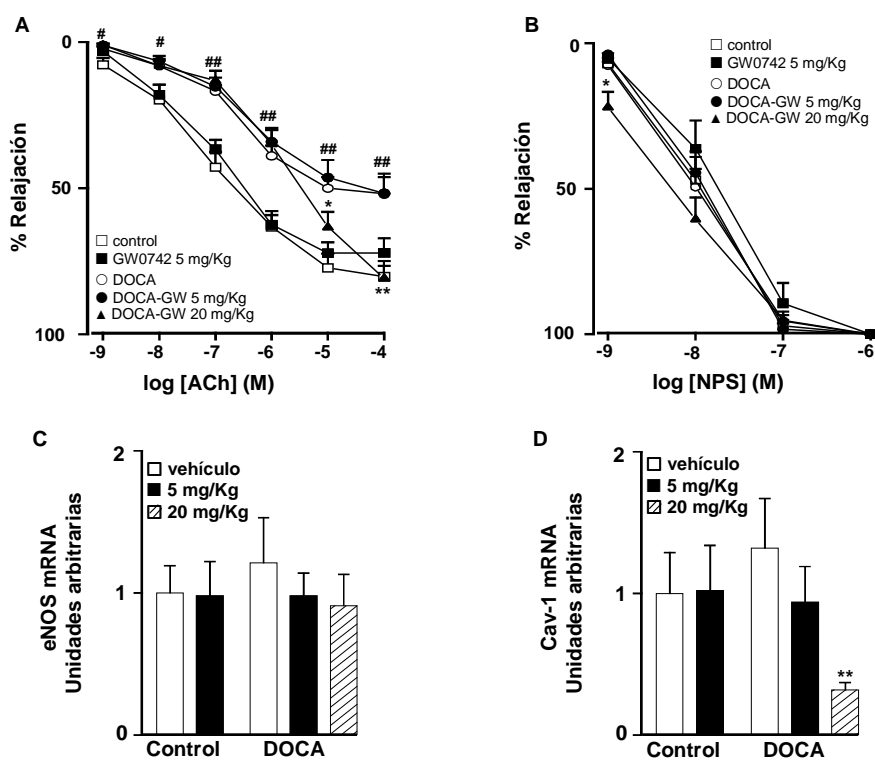 A
0
50
100
% Relajación
# # ## ## ## ##
*
**
control
GW0742 5 mg/Kg
DOCA
DOCA-GW 5 mg/Kg
DOCA-GW 20 mg/Kg
-9 -8 -7 -6 -5 -4
log [ACh] (M)
B
0
50
100
% Relajación
*
control
GW0742 5 mg/Kg
DOCA
DOCA-GW 5 mg/Kg
DOCA-GW 20 mg/Kg
-9 -8 -7 -6
log [NPS] (M)
C
2
1
0
eNOS mRNA
Unidades arbitrarias
vehículo
5 mg/Kg
20 mg/Kg
Control DOCA
D
2
1
0
Cav-1 mRNA
Unidades arbitrarias
vehículo
5 mg/Kg
20 mg/Kg
**
Control DOCA